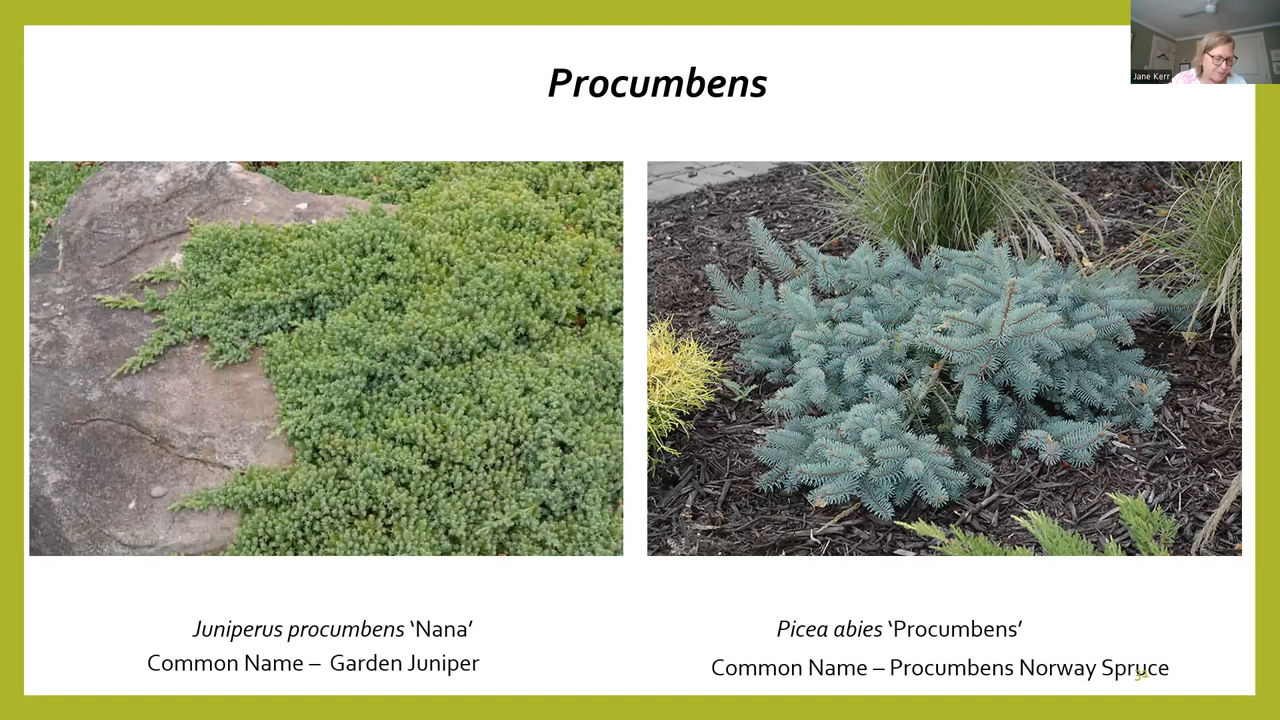 Procumbens
Jane Kerr
Juniperus procumbens ‘Nana’
Common Name – Garden Juniper
Picea abies ‘Procumbens’
Common Name – Procumbens Norway Spruce